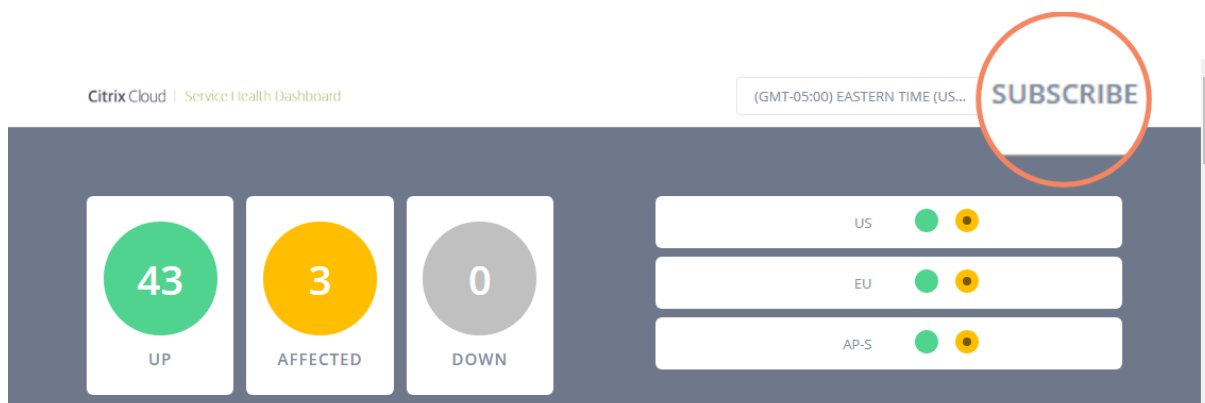 Citrix Cloud | Service Health Dashboard
(GMT-05:00) EASTERN TIME (US...
SUBSCRIBE
43
UP
3
AFFECTED
0
DOWN
US
EU
AP-S